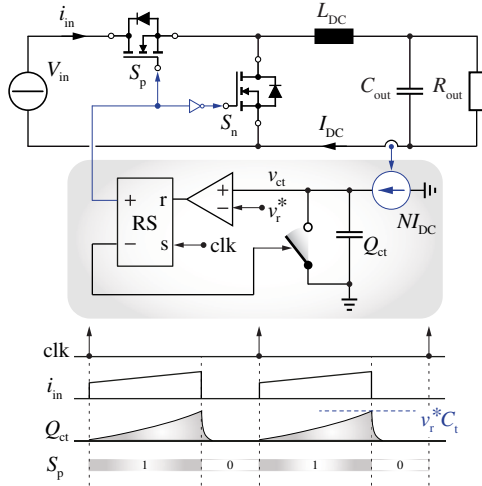 i_in
L_DC
V_in
S_p
S_n
C_out
R_out
I_DC
+
−
RS
r
s
+
−
v_ct
v_r*
clk
Q_ct
NI_DC
clk
i_in
Q_ct
v_r*C_t
S_p
1
0
1
0